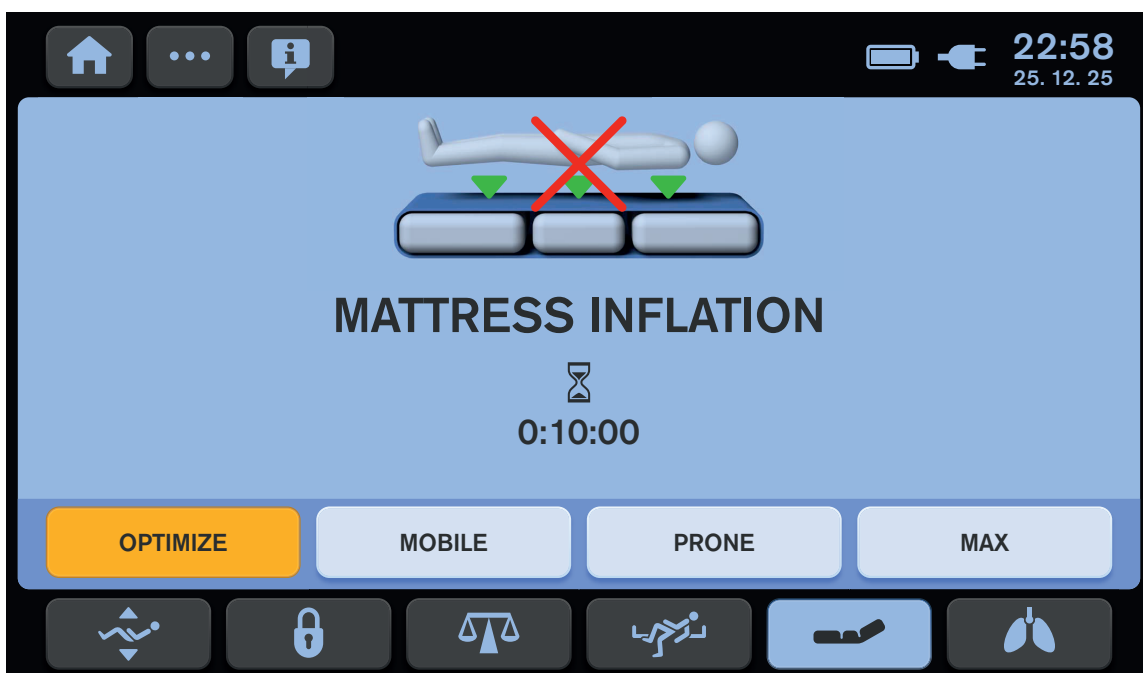 22:58
25. 12. 25
MATTRESS INFLATION
0:10:00
OPTIMIZE
MOBILE
PRONE
MAX